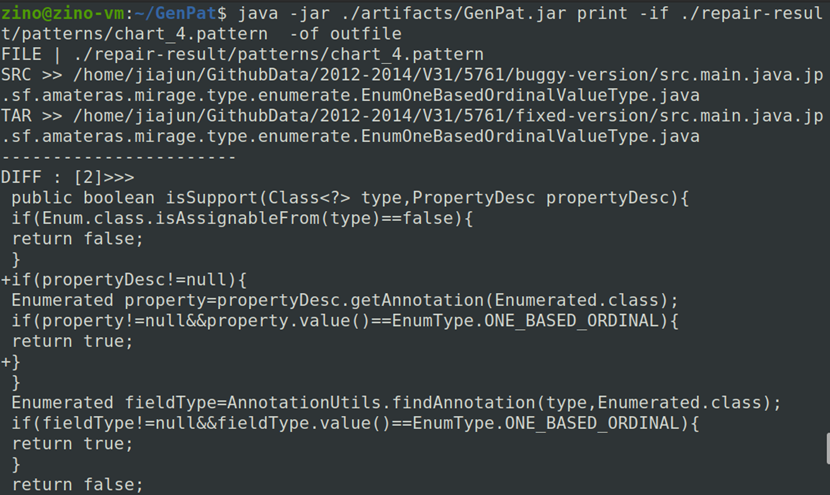 zino@zino-vm:~/GenPat$ java -jar ./artifacts/GenPat.jar print -if ./repair-resul
t/patterns/chart_4.pattern  -of outfile
FILE | ./repair-result/patterns/chart_4.pattern
SRC >> /home/jiajun/GithubData/2012-2014/V31/5761/buggy-version/src.main.java.jp
.sf.amateras.mirage.type.enumerate.EnumOneBasedOrdinalValueType.java
TAR >> /home/jiajun/GithubData/2012-2014/V31/5761/fixed-version/src.main.java.jp
.sf.amateras.mirage.type.enumerate.EnumOneBasedOrdinalValueType.java
-----------------------
DIFF : [2]>>>
 public boolean isSupport(Class<?> type,PropertyDesc propertyDesc){
 if(Enum.class.isAssignableFrom(type)==false){
 return false;
 }
+if(propertyDesc!=null){
 Enumerated property=propertyDesc.getAnnotation(Enumerated.class);
 if(property!=null&&property.value()==EnumType.ONE_BASED_ORDINAL){
 return true;
+}
 }
 Enumerated fieldType=AnnotationUtils.findAnnotation(type,Enumerated.class);
 if(fieldType!=null&&fieldType.value()==EnumType.ONE_BASED_ORDINAL){
 return true;
 }
 return false;